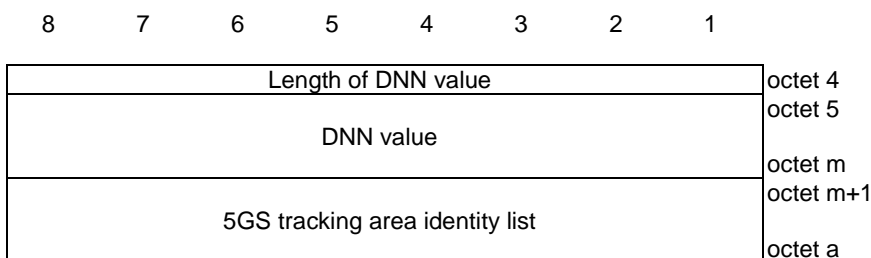 8 7 6 5 4 3 2 1
Length of DNN value octet 4
octet 5
DNN value
octet m
octet m+1
5GS tracking area identity list
octet a